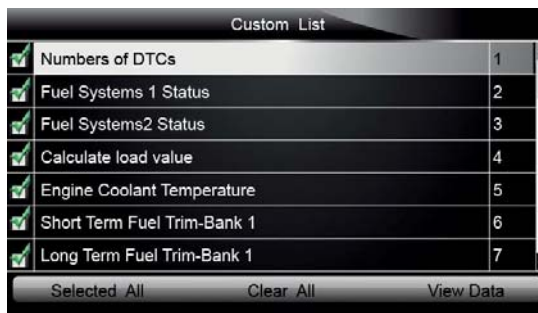 Custom List
Numbers of DTCs 1
Fuel Systems 1 Status 2
Fuel Systems2 Status 3
Calculate load value 4
Engine Coolant Temperature 5
Short Term Fuel Trim-Bank 1 6
Long Term Fuel Trim-Bank 1 7
Selected All Clear All View Data